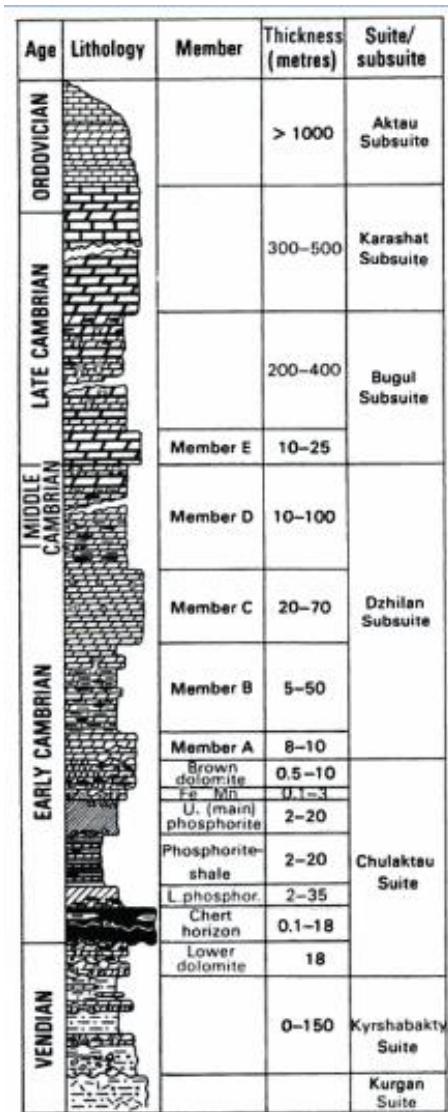 Age Lithology Member Thickness (metres) Suite/ subsuite
ORDOVICIAN
> 1000 Aktau Subsuite
LATE CAMBRIAN
300–500 Karashat Subsuite
200–400 Bugul Subsuite
Member E 10–25
MIDDLE CAMBRIAN
Member D 10–100
EARLY CAMBRIAN
Member C 20–70 Dzhilan Subsuite
Member B 5–50
Member A 8–10
Brown dolomite 0.5–10
Fe Mn 0.1–3
U. (main) phosphorite 2–20
Phosphorite- shale 2–20 Chulaktau Suite
L. phosphor. 2–35
Chert horizon 0.1–18
Lower dolomite 18
VENDIAN
0–150 Kyrshabakty Suite
Kurgan Suite